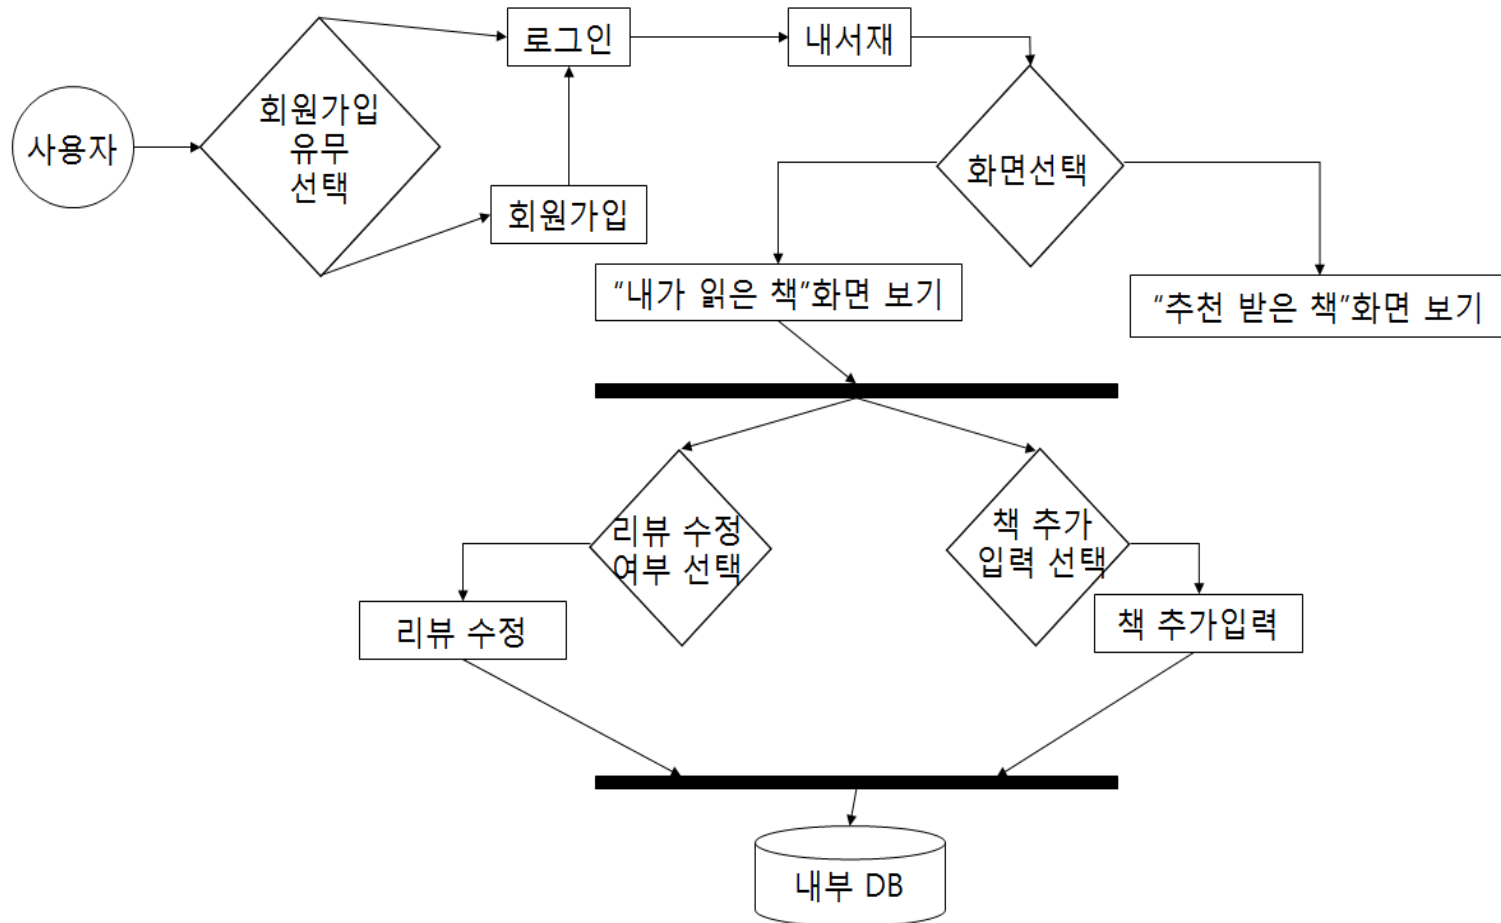 로그인
내서재
사용자
회원가입
유무
선택
회원가입
화면선택
"내가 읽은 책"화면 보기
"추천 받은 책"화면 보기
리뷰 수정
여부 선택
책 추가
입력 선택
리뷰 수정
책 추가입력
내부 DB